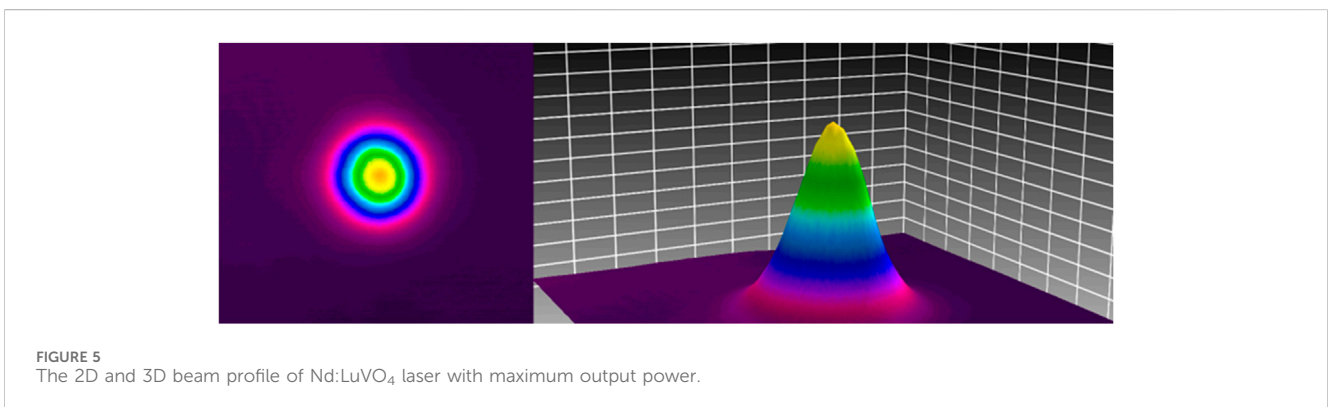 FIGURE 5
The 2D and 3D beam profile of Nd:LuVO₄ laser with maximum output power.